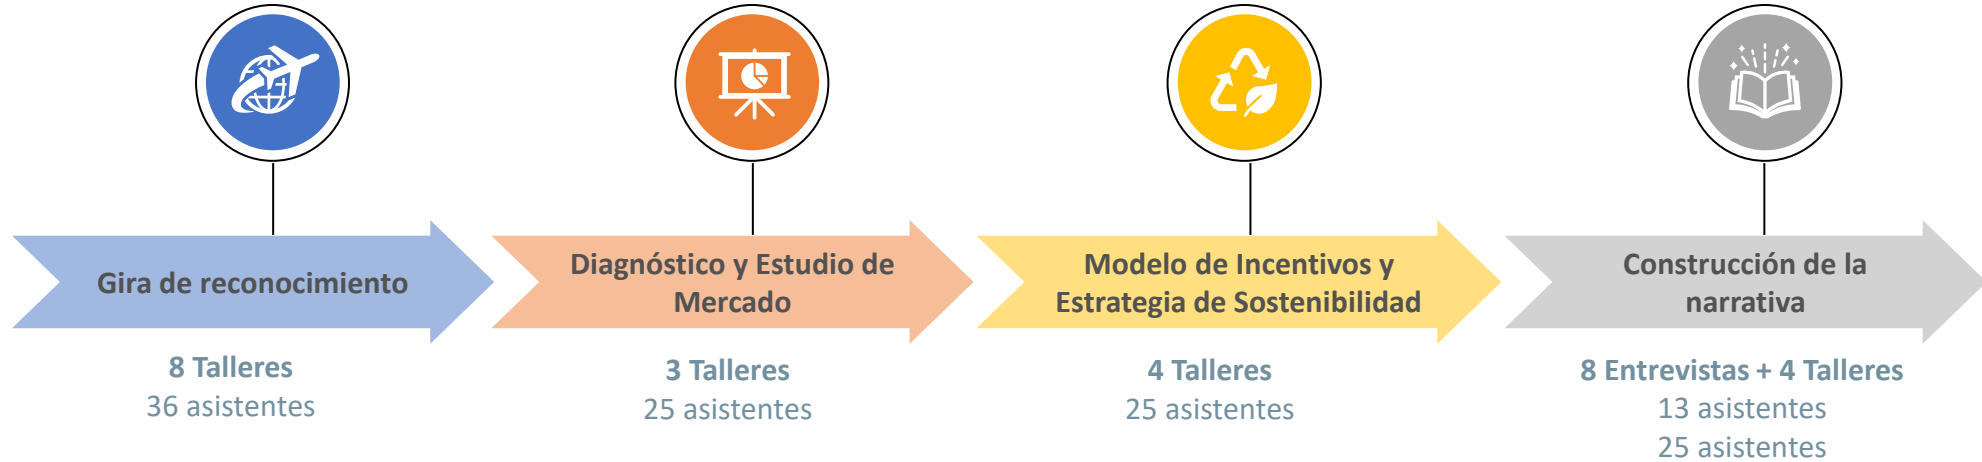 Gira de reconocimiento
8 Talleres
36 asistentes
Diagnóstico y Estudio de
Mercado
3 Talleres
25 asistentes
Modelo de Incentivos y
Estrategia de Sostenibilidad
4 Talleres
25 asistentes
Construcción de la
narrativa
8 Entrevistas + 4 Talleres
13 asistentes
25 asistentes